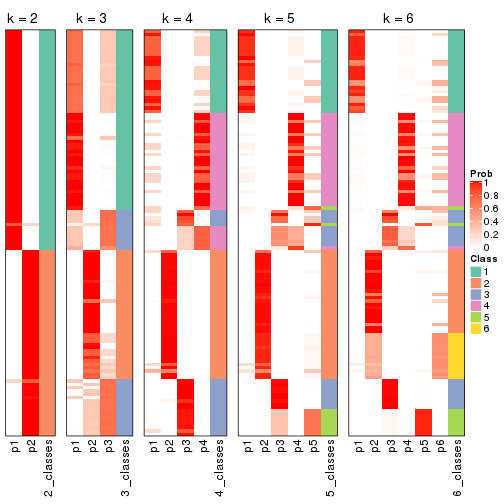 k = 2
k = 3
k = 4
k = 5
k = 6
p1
p2
2_classes
p1
p2
p3
3_classes
p1
p2
p3
p4
4_classes
p1
p2
p3
p4
p5
5_classes
p1
p2
p3
p4
p5
p6
6_classes
Prob
1
0.8
0.6
0.4
0.2
0
Class
1
2
3
4
5
6